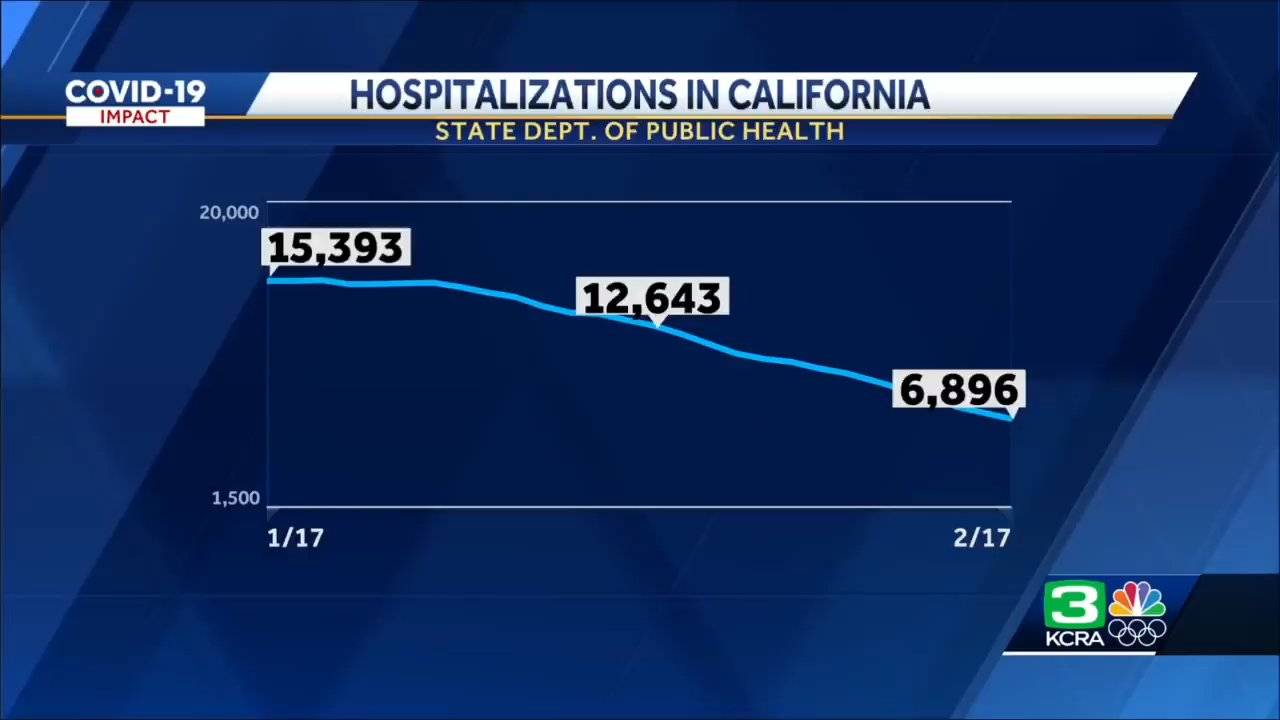 COVID-19
IMPACT
HOSPITALIZATIONS IN CALIFORNIA
STATE DEPT. OF PUBLIC HEALTH
20,000
15,393
12,643
6,896
1,500
1/17
2/17
3
KCRA